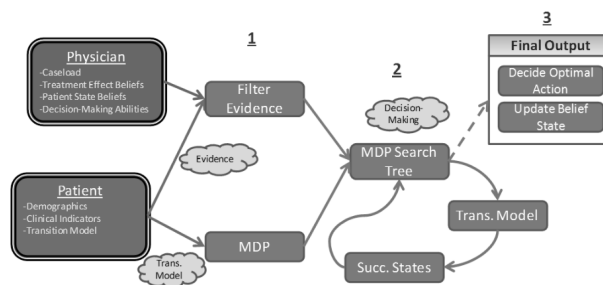 1
2
3
Physician
-Caseload
-Treatment Effect Beliefs
-Patient State Beliefs
-Decision-Making Abilities
Filter
Evidence
Decision-
Making
Final Output
Decide Optimal
Action
Update Belief
State
Evidence
MDP Search
Tree
Patient
-Demographics
-Clinical Indicators
-Transition Model
MDP
Trans.
Model
Trans. Model
Succ. States